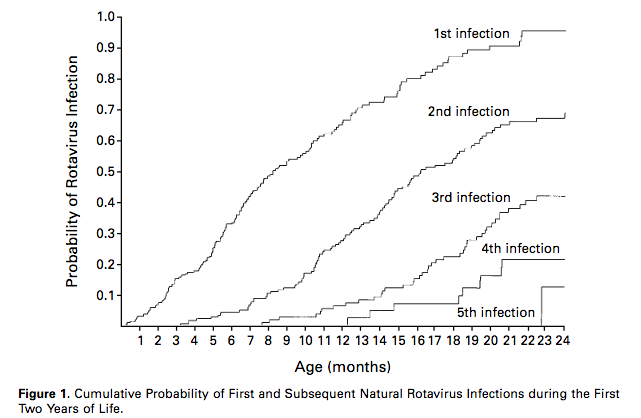 1.0
0.9
0.8
0.7
0.6
0.5
0.4
0.3
0.2
0.1
Probability of Rotavirus Infection
1st infection
2nd infection
3rd infection
4th infection
5th infection
1 2 3 4 5 6 7 8 9 10 11 12 13 14 15 16 17 18 19 20 21 22 23 24
Age (months)
Figure 1. Cumulative Probability of First and Subsequent Natural Rotavirus Infections during the First
Two Years of Life.